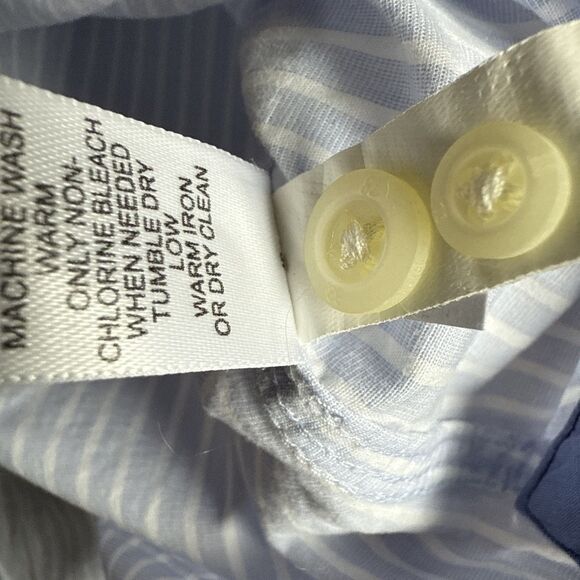 MACHINE WASH
WARM
ONLY NON-
CHLORINE BLEACH
WHEN NEEDED
TUMBLE DRY
LOW
WARM IRON
OR DRY CLEAN